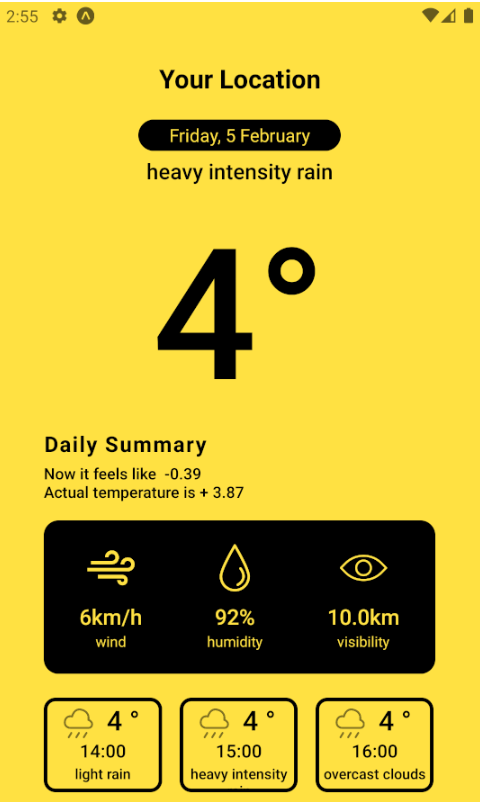 2:55
Your Location
Friday, 5 February
heavy intensity rain
4°
Daily Summary
Now it feels like -0.39
Actual temperature is + 3.87
6km/h 92% 10.0km
wind humidity visibility
4 ° 4 ° 4 °
14:00 15:00 16:00
light rain heavy intensity overcast clouds